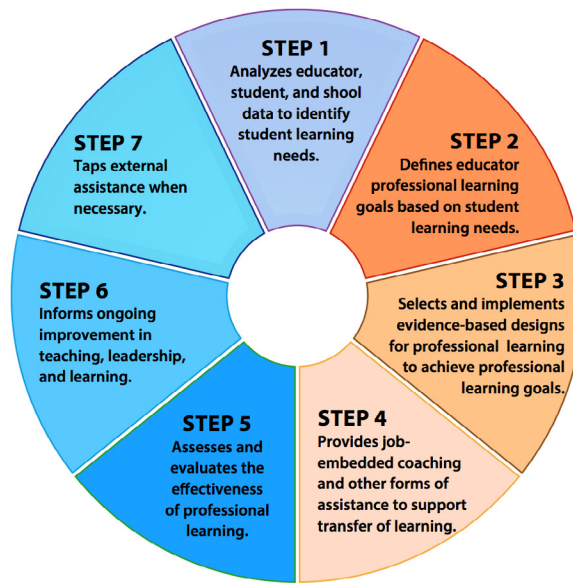 STEP 1
Analyzes educator,
student, and shool
data to identify
student learning
needs.
STEP 2
Defines educator
professional learning
goals based on student
learning needs.
STEP 3
Selects and implements
evidence-based designs
for professional learning
to achieve professional
learning goals.
STEP 4
Provides job-
embedded coaching
and other forms of
assistance to support
transfer of learning.
STEP 5
Assesses and
evaluates the
effectiveness
of professional
learning.
STEP 6
Informs ongoing
improvement in
teaching, leadership,
and learning.
STEP 7
Taps external
assistance when
necessary.